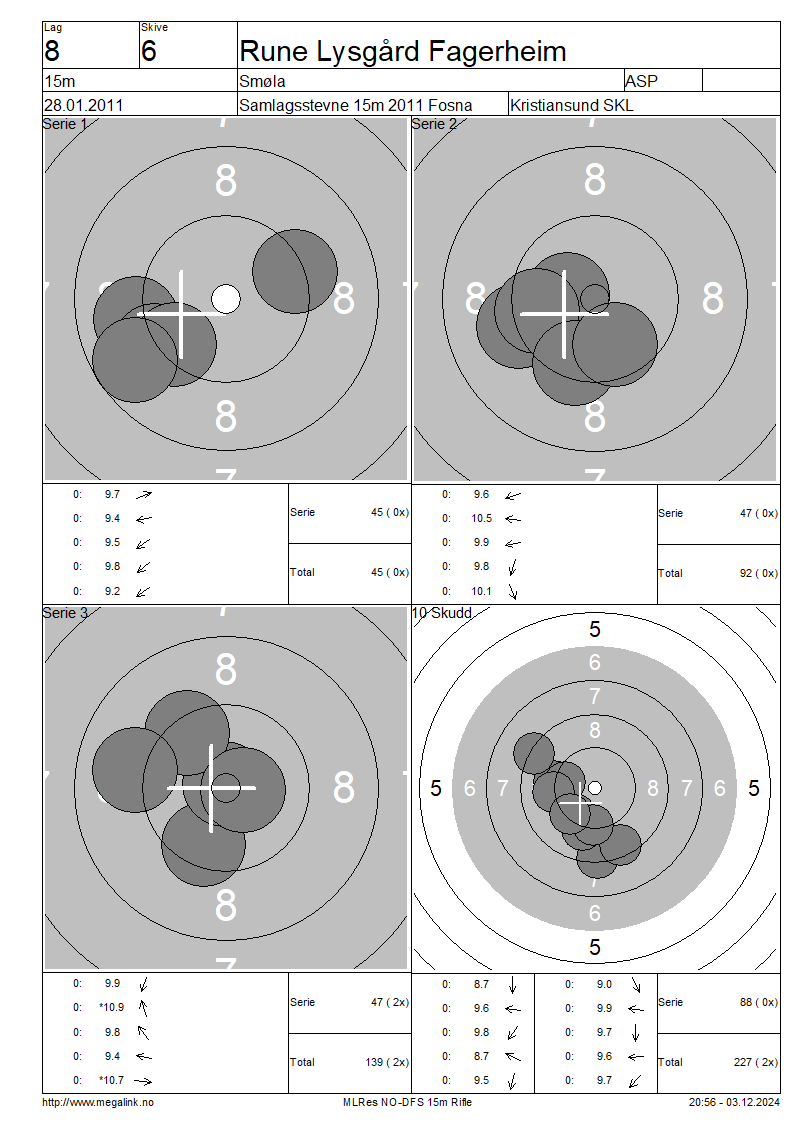 Lag
Skive
8
6
Rune Lysgård Fagerheim
15m
Smøla
ASP
28.01.2011
Samlagsstevne 15m 2011 Fosna
Kristiansund SKL
Serie 1
8
8
8
7
Serie 2
8
8
8
8
7
0: 9.7
0: 9.4
0: 9.5
0: 9.8
0: 9.2
Serie 45 ( 0x)
Total 45 ( 0x)
0: 9.6
0: 10.5
0: 9.9
0: 9.8
0: 10.1
Serie 47 ( 0x)
Total 92 ( 0x)
Serie 3
8
8
8
7
10 Skudd
5
6
7
8
5 6 7 8 7 6 5
7
6
5
0: 9.9
0: *10.9
0: 9.8
0: 9.4
0: *10.7
Serie 47 ( 2x)
Total 139 ( 2x)
0: 8.7 0: 9.0
0: 9.6 0: 9.9
0: 9.8 0: 9.7
0: 8.7 0: 9.6
0: 9.5 0: 9.7
Serie 88 ( 0x)
Total 227 ( 2x)
http://www.megalink.no
MLRes NO-DFS 15m Rifle
20:56 - 03.12.2024